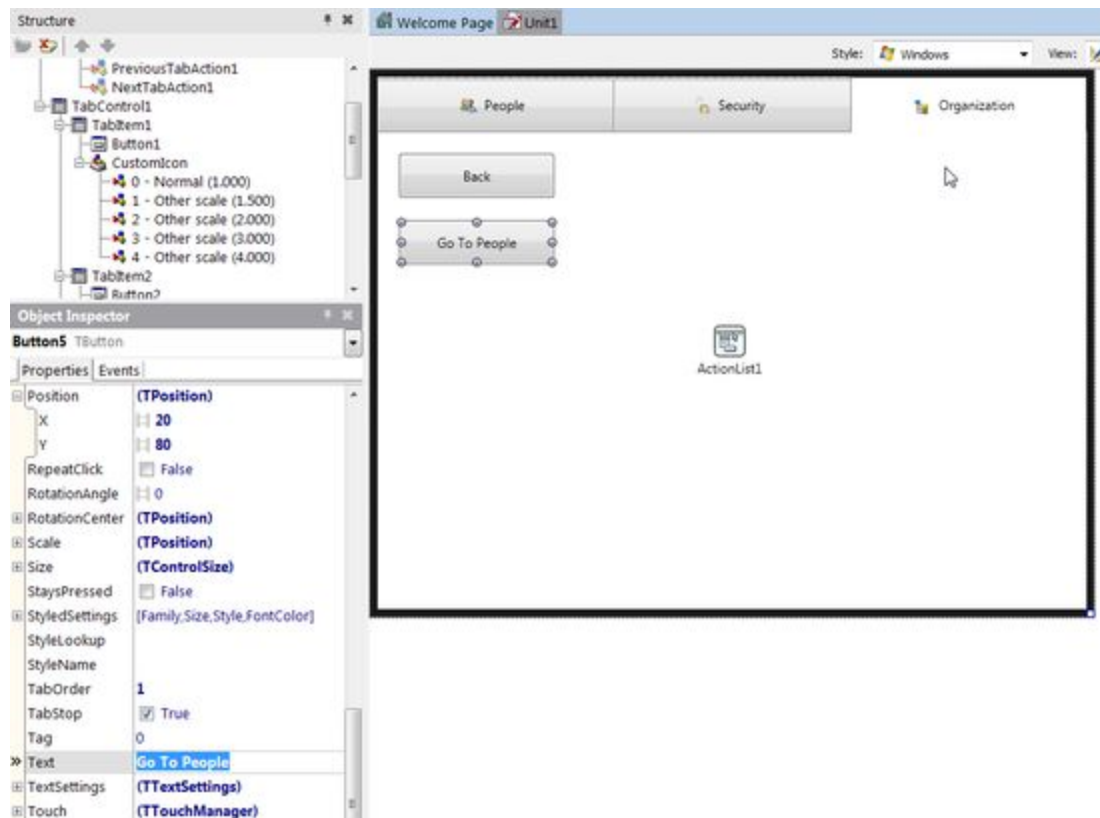 Structure
Welcome Page
Unit1
Style:
Windows
View:
PreviousTabAction1
NextTabAction1
TabControl1
TabItem1
Button1
CustomIcon
0 - Normal (1.000)
1 - Other scale (1.500)
2 - Other scale (2.000)
3 - Other scale (3.000)
4 - Other scale (4.000)
TabItem2
Button2
People
Security
Organization
Back
Go To People
ActionList1
Object Inspector
Button5 TButton
Properties
Events
Position (TPosition)
X 20
Y 80
RepeatClick False
RotationAngle 0
RotationCenter (TPosition)
Scale (TPosition)
Size (TControlSize)
StaysPressed False
StyledSettings [Family,Size,Style,FontColor]
StyleLookup
StyleName
TabOrder 1
TabStop True
Tag 0
» Text Go To People
TextSettings (TTextSettings)
Touch (TTouchManager)